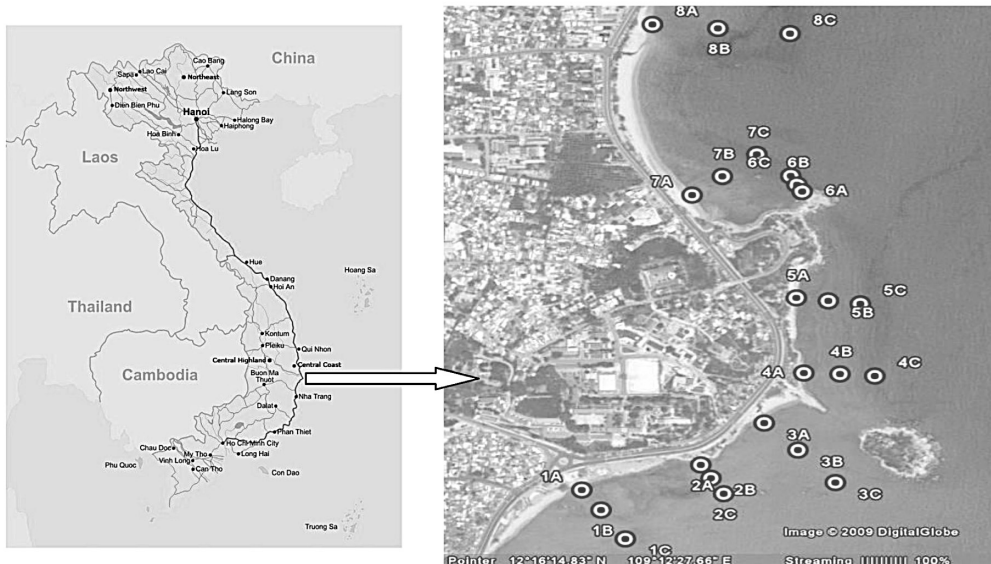 China
Cao Bang
Lao Cai
Sapa
Northeast
Northwest
Lang Son
Dien Bien Phu
Hanoi
Halong Bay
Haiphong
Hoa Binh
Hoa Lu
Laos
Hue
Danang
Hoi An
Hoang Sa
Thailand
Kontum
Pleiku
Qui Nhon
Central Highland
Central Coast
Cambodia
Buon Ma
Thuot
Nha Trang
Dalat
Phan Thiet
Chau Doc
Ho Chi Minh City
My Tho
Long Hai
Phu Quoc
Vinh Long
Can Tho
Con Dao
Truong Sa
8A
8B
8C
7C
7B
6C
6B
7A
6A
5A
5C
5B
4B
4A
4C
3A
3B
3C
1A
2A
2B
2C
1B
1C
Image © 2009 DigitalGlobe
Pointer 12°16'14.83" N 109°12'27.66" E Streaming ||||||||| 100%